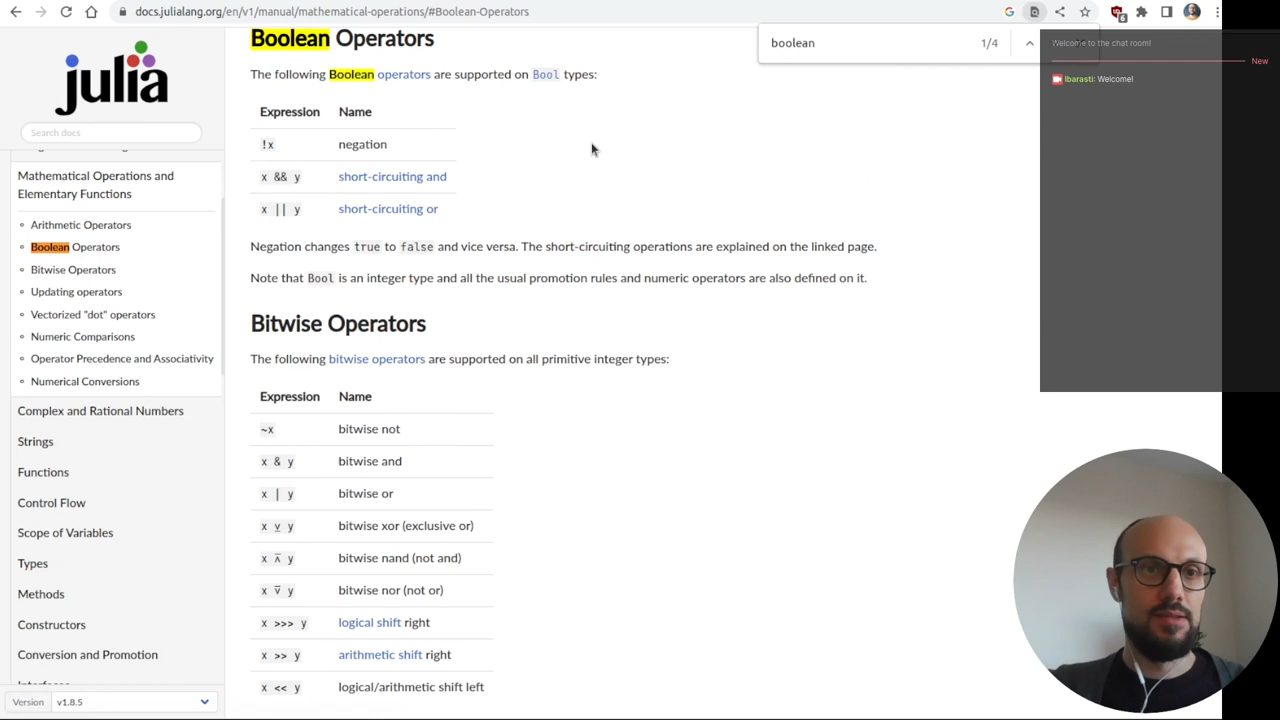 docs.julialang.org/en/v1/manual/mathematical-operations/#Boolean-Operators
6
boolean
1/4
Welcome to the chat room!
New
lbarasti: Welcome!
julia
Search docs
Mathematical Operations and
Elementary Functions
Arithmetic Operators
Boolean Operators
Bitwise Operators
Updating operators
Vectorized "dot" operators
Numeric Comparisons
Operator Precedence and Associativity
Numerical Conversions
Complex and Rational Numbers
Strings
Functions
Control Flow
Scope of Variables
Types
Methods
Constructors
Conversion and Promotion
Version v1.8.5
Boolean Operators
The following Boolean operators are supported on Bool types:
Expression Name
!x negation
x && y short-circuiting and
x || y short-circuiting or
Negation changes true to false and vice versa. The short-circuiting operations are explained on the linked page.
Note that Bool is an integer type and all the usual promotion rules and numeric operators are also defined on it.
Bitwise Operators
The following bitwise operators are supported on all primitive integer types:
Expression Name
~x bitwise not
x & y bitwise and
x | y bitwise or
x ⊻ y bitwise xor (exclusive or)
x ⊼ y bitwise nand (not and)
x ⊽ y bitwise nor (not or)
x >>> y logical shift right
x >> y arithmetic shift right
x << y logical/arithmetic shift left